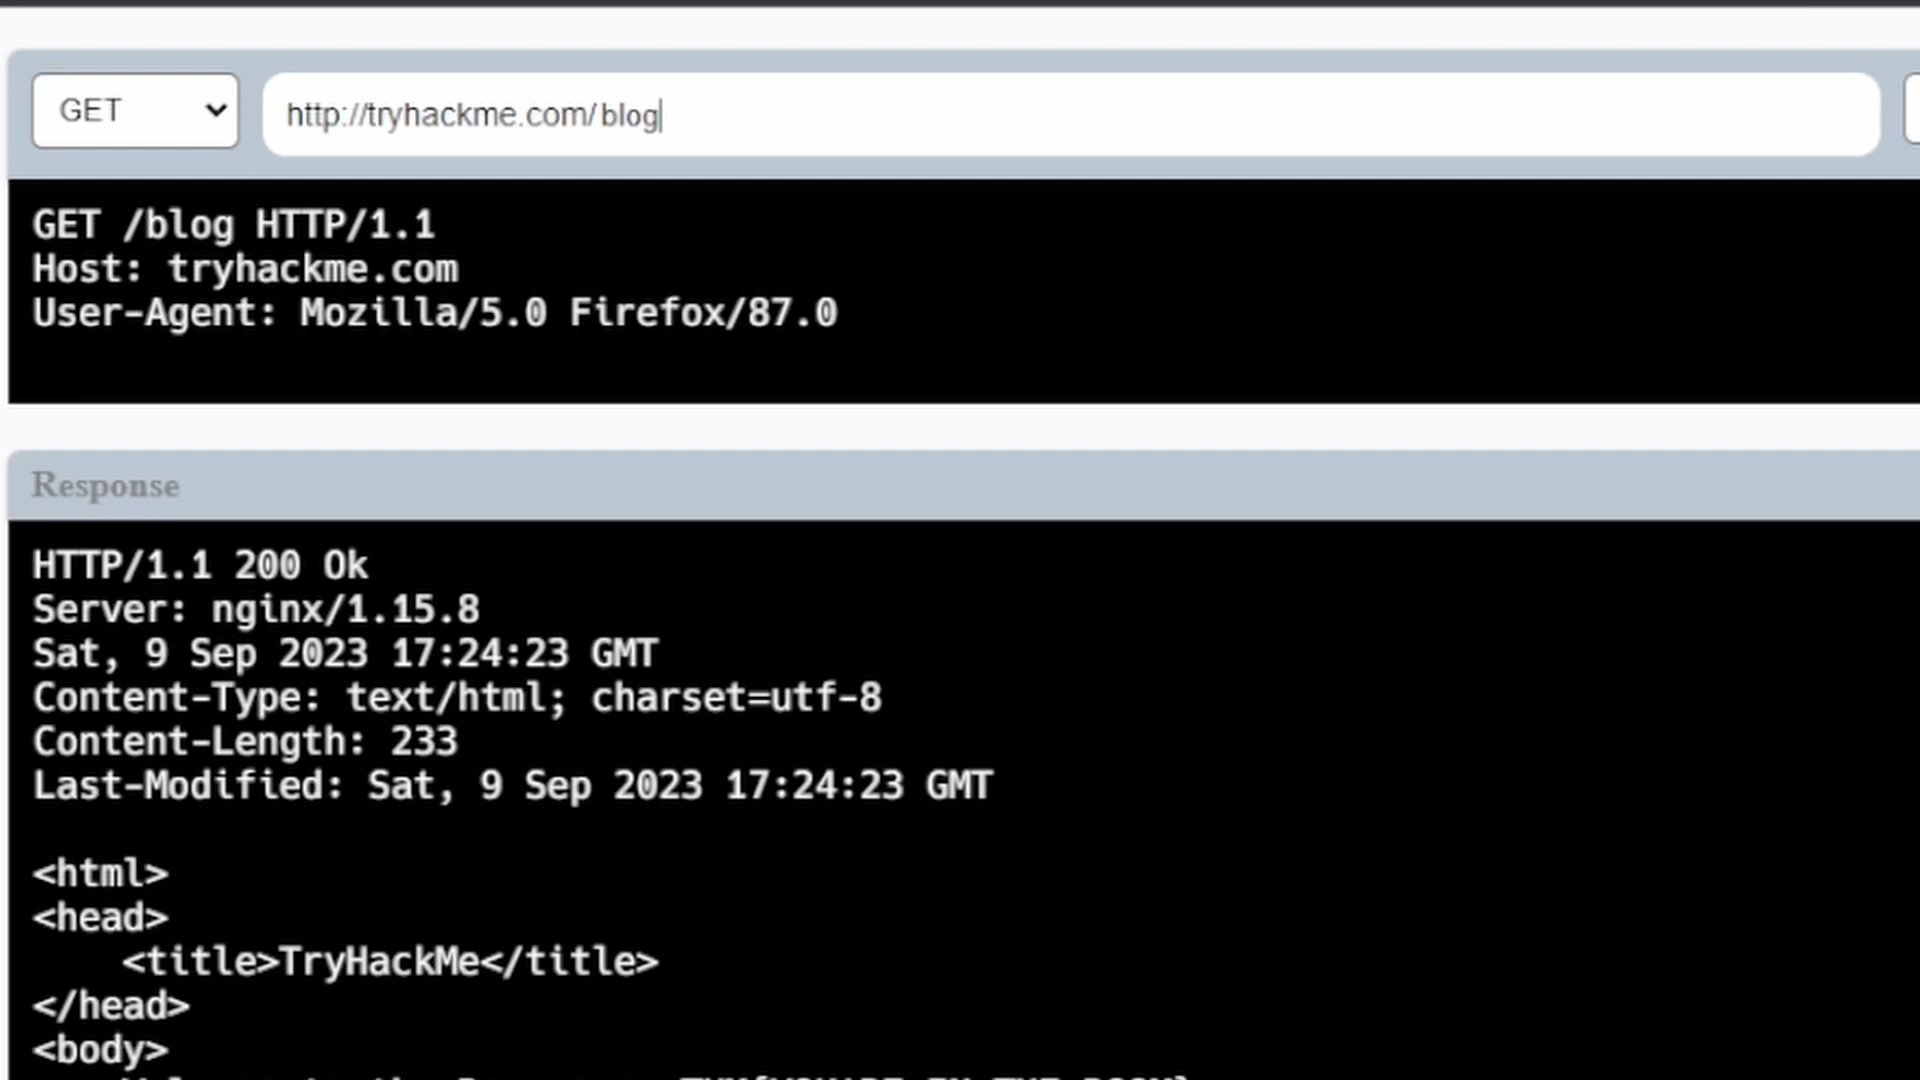 GET
http://tryhackme.com/blog
GET /blog HTTP/1.1
Host: tryhackme.com
User-Agent: Mozilla/5.0 Firefox/87.0
Response
HTTP/1.1 200 Ok
Server: nginx/1.15.8
Sat, 9 Sep 2023 17:24:23 GMT
Content-Type: text/html; charset=utf-8
Content-Length: 233
Last-Modified: Sat, 9 Sep 2023 17:24:23 GMT
<html>
<head>
<title>TryHackMe</title>
</head>
<body>